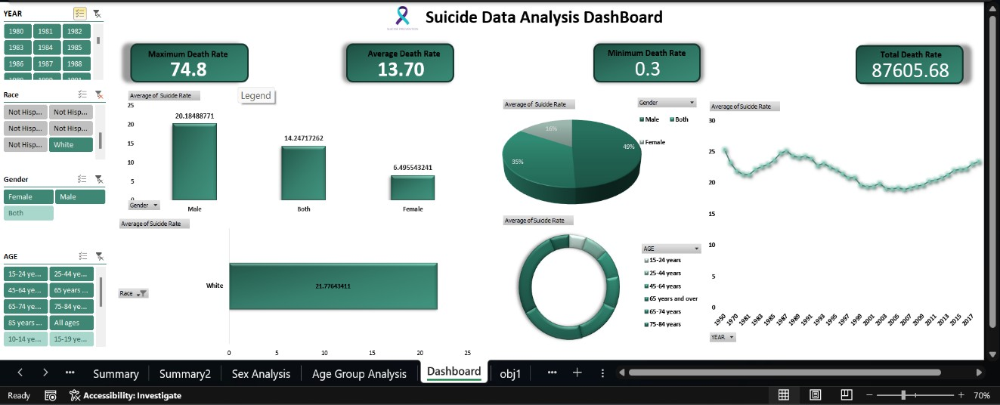 Suicide Data Analysis DashBoard
SUICIDE PREVENTION
YEAR
1980 1981 1982
1983 1984 1985
1986 1987 1988
1989 1990 1991
Race
Not Hisp... Not Hisp...
Not Hisp... Not Hisp...
Not Hisp... White
Gender
Female Male
Both
AGE
15-24 ye... 25-44 ye...
45-64 ye... 65 years ...
65-74 ye... 75-84 ye...
85 years ... All ages
10-14 ye... 15-19 ye...
Maximum Death Rate
74.8
Average Death Rate
13.70
Minimum Death Rate
0.3
Total Death Rate
87605.68
Average of Suicide Rate
Legend
25
20
15
10
5
0
20.18488771
14.24717262
6.495543241
Gender
Male Both Female
Average of Suicide Rate
Race
White
21.77643411
0 5 10 15 20 25
Average of Suicide Rate
Gender
Male Both
Female
16%
49%
35%
Average of Suicide Rate
AGE
15-24 years
25-44 years
45-64 years
65 years and over
65-74 years
75-84 years
Average of Suicide Rate
30
25
20
15
10
5
0
1950 1970 1981 1983 1985 1987 1989 1991 1993 1995 1997 1999 2001 2003 2005 2007 2009 2011 2013 2015 2017
YEAR
Summary Summary2 Sex Analysis Age Group Analysis Dashboard obj1
Ready Accessibility: Investigate 70%